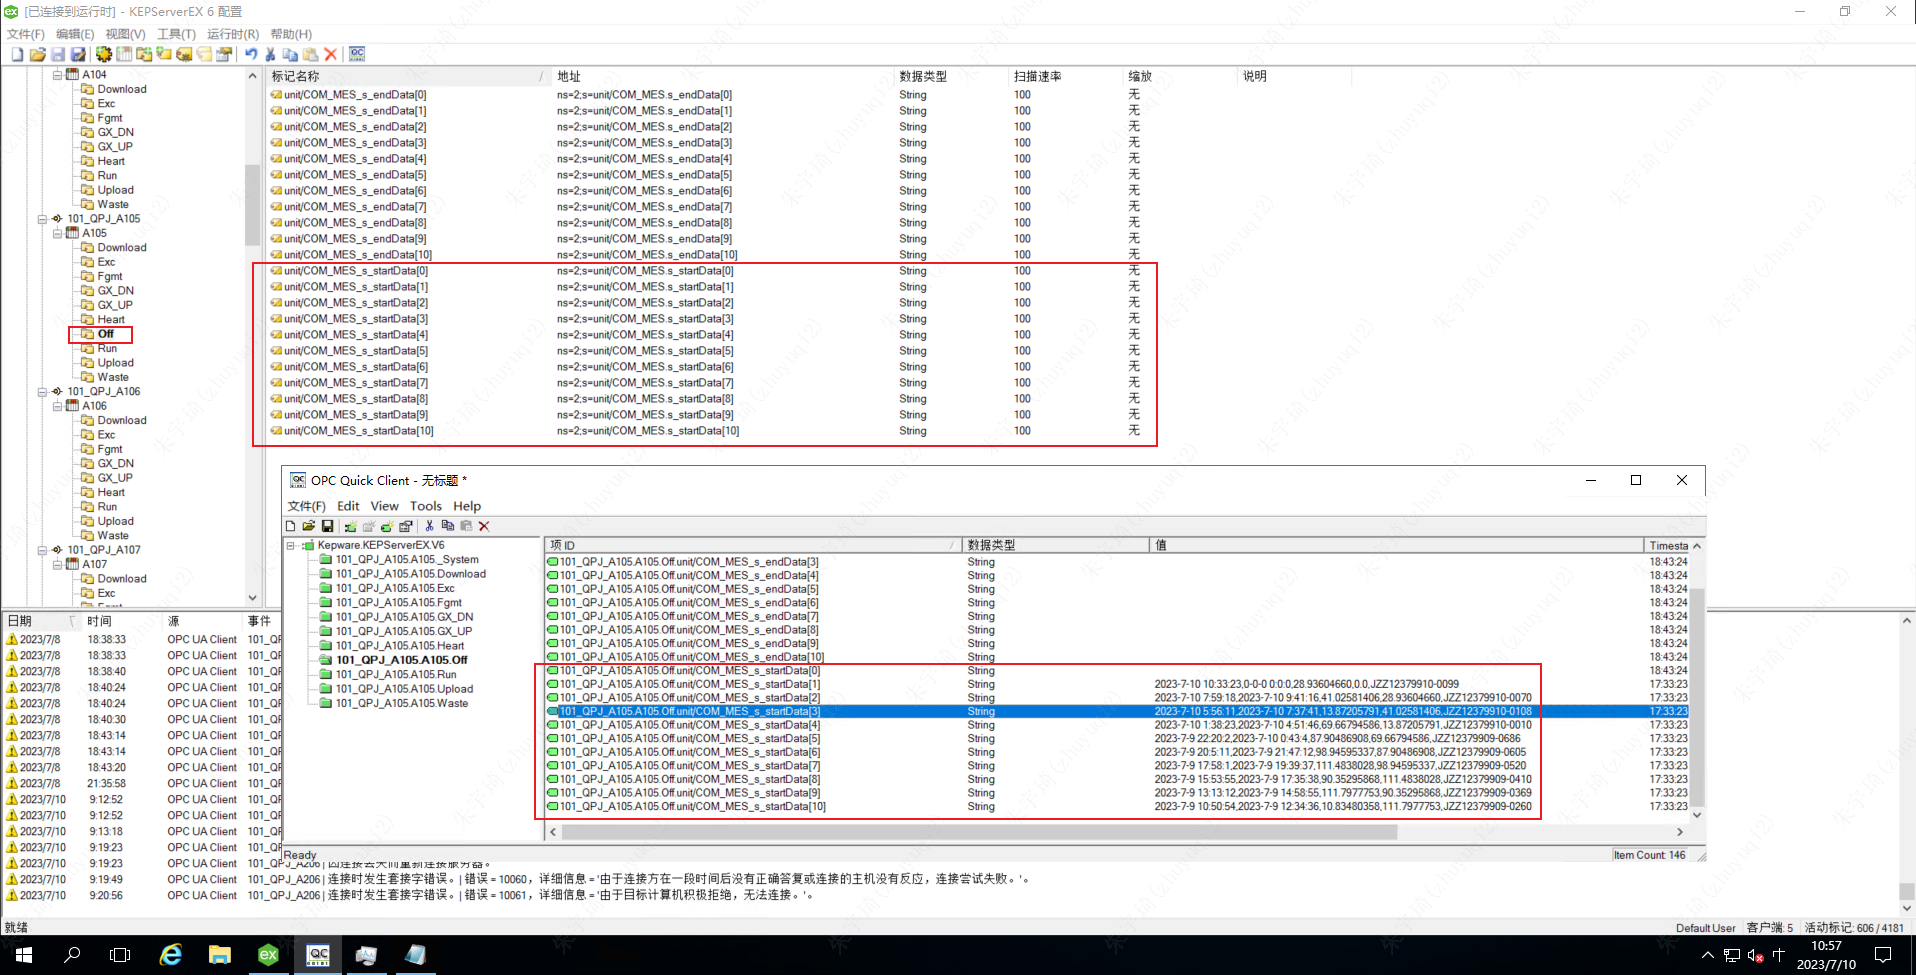 [已连接到运行时] - KEPServerEX 6 配置
文件(F) 编辑(E) 视图(V) 工具(T) 运行时(R) 帮助(H)
A104
Download
Exc
Fgmt
GX_DN
GX_UP
Heart
Run
Upload
Waste
101_QPJ_A105
A105
Download
Exc
Fgmt
GX_DN
GX_UP
Heart
Off
Run
Upload
Waste
101_QPJ_A106
A106
Download
Exc
Fgmt
GX_DN
GX_UP
Heart
Run
Upload
Waste
101_QPJ_A107
A107
Download
Exc
标记名称 / 地址 数据类型 扫描速率 缩放 说明
unit/COM_MES_s_endData[0] ns=2;s=unit/COM_MES.s_endData[0] String 100 无
unit/COM_MES_s_endData[1] ns=2;s=unit/COM_MES.s_endData[1] String 100 无
unit/COM_MES_s_endData[2] ns=2;s=unit/COM_MES.s_endData[2] String 100 无
unit/COM_MES_s_endData[3] ns=2;s=unit/COM_MES.s_endData[3] String 100 无
unit/COM_MES_s_endData[4] ns=2;s=unit/COM_MES.s_endData[4] String 100 无
unit/COM_MES_s_endData[5] ns=2;s=unit/COM_MES.s_endData[5] String 100 无
unit/COM_MES_s_endData[6] ns=2;s=unit/COM_MES.s_endData[6] String 100 无
unit/COM_MES_s_endData[7] ns=2;s=unit/COM_MES.s_endData[7] String 100 无
unit/COM_MES_s_endData[8] ns=2;s=unit/COM_MES.s_endData[8] String 100 无
unit/COM_MES_s_endData[9] ns=2;s=unit/COM_MES.s_endData[9] String 100 无
unit/COM_MES_s_endData[10] ns=2;s=unit/COM_MES.s_endData[10] String 100 无
unit/COM_MES_s_startData[0] ns=2;s=unit/COM_MES.s_startData[0] String 100 无
unit/COM_MES_s_startData[1] ns=2;s=unit/COM_MES.s_startData[1] String 100 无
unit/COM_MES_s_startData[2] ns=2;s=unit/COM_MES.s_startData[2] String 100 无
unit/COM_MES_s_startData[3] ns=2;s=unit/COM_MES.s_startData[3] String 100 无
unit/COM_MES_s_startData[4] ns=2;s=unit/COM_MES.s_startData[4] String 100 无
unit/COM_MES_s_startData[5] ns=2;s=unit/COM_MES.s_startData[5] String 100 无
unit/COM_MES_s_startData[6] ns=2;s=unit/COM_MES.s_startData[6] String 100 无
unit/COM_MES_s_startData[7] ns=2;s=unit/COM_MES.s_startData[7] String 100 无
unit/COM_MES_s_startData[8] ns=2;s=unit/COM_MES.s_startData[8] String 100 无
unit/COM_MES_s_startData[9] ns=2;s=unit/COM_MES.s_startData[9] String 100 无
unit/COM_MES_s_startData[10] ns=2;s=unit/COM_MES.s_startData[10] String 100 无
OPC Quick Client - 无标题 *
文件(F) Edit View Tools Help
Kepware.KEPServerEX.V6
101_QPJ_A105.A105._System
101_QPJ_A105.A105.Download
101_QPJ_A105.A105.Exc
101_QPJ_A105.A105.Fgmt
101_QPJ_A105.A105.GX_DN
101_QPJ_A105.A105.GX_UP
101_QPJ_A105.A105.Heart
101_QPJ_A105.A105.Off
101_QPJ_A105.A105.Run
101_QPJ_A105.A105.Upload
101_QPJ_A105.A105.Waste
项 ID / 数据类型 值 Timesta
101_QPJ_A105.A105.Off.unit/COM_MES_s_endData[3] String 18:43:24
101_QPJ_A105.A105.Off.unit/COM_MES_s_endData[4] String 18:43:24
101_QPJ_A105.A105.Off.unit/COM_MES_s_endData[5] String 18:43:24
101_QPJ_A105.A105.Off.unit/COM_MES_s_endData[6] String 18:43:24
101_QPJ_A105.A105.Off.unit/COM_MES_s_endData[7] String 18:43:24
101_QPJ_A105.A105.Off.unit/COM_MES_s_endData[8] String 18:43:24
101_QPJ_A105.A105.Off.unit/COM_MES_s_endData[9] String 18:43:24
101_QPJ_A105.A105.Off.unit/COM_MES_s_endData[10] String 18:43:24
101_QPJ_A105.A105.Off.unit/COM_MES_s_startData[0] String 18:43:24
101_QPJ_A105.A105.Off.unit/COM_MES_s_startData[1] String 2023-7-10 10:33:23,0-0-0 0:0:0,28.93604660,0.0,JZZ12379910-0099 17:33:23
101_QPJ_A105.A105.Off.unit/COM_MES_s_startData[2] String 2023-7-10 7:59:18,2023-7-10 9:41:16,41.02581406,28.93604660,JZZ12379910-0070 17:33:23
101_QPJ_A105.A105.Off.unit/COM_MES_s_startData[3] String 2023-7-10 5:56:11,2023-7-10 7:37:41,13.87205791,41.02581406,JZZ12379910-0108 17:33:23
101_QPJ_A105.A105.Off.unit/COM_MES_s_startData[4] String 2023-7-10 1:38:23,2023-7-10 4:51:46,69.66794586,13.87205791,JZZ12379910-0010 17:33:23
101_QPJ_A105.A105.Off.unit/COM_MES_s_startData[5] String 2023-7-9 22:20:2,2023-7-10 0:43:4,87.90486908,69.66794586,JZZ12379909-0686 17:33:23
101_QPJ_A105.A105.Off.unit/COM_MES_s_startData[6] String 2023-7-9 20:5:11,2023-7-9 21:47:12,98.94595337,87.90486908,JZZ12379909-0605 17:33:23
101_QPJ_A105.A105.Off.unit/COM_MES_s_startData[7] String 2023-7-9 17:58:1,2023-7-9 19:39:37,111.4838028,98.94595337,JZZ12379909-0520 17:33:23
101_QPJ_A105.A105.Off.unit/COM_MES_s_startData[8] String 2023-7-9 15:53:55,2023-7-9 17:35:38,90.35295868,111.4838028,JZZ12379909-0410 17:33:23
101_QPJ_A105.A105.Off.unit/COM_MES_s_startData[9] String 2023-7-9 13:13:12,2023-7-9 14:58:55,111.7977753,90.35295868,JZZ12379909-0369 17:33:23
101_QPJ_A105.A105.Off.unit/COM_MES_s_startData[10] String 2023-7-9 10:50:54,2023-7-9 12:34:36,10.83480358,111.7977753,JZZ12379909-0260 17:33:23
Ready Item Count: 146
日期 时间 源 事件
2023/7/8 18:38:33 OPC UA Client 101_QF
2023/7/8 18:38:33 OPC UA Client 101_QF
2023/7/8 18:38:40 OPC UA Client 101_QF
2023/7/8 18:40:24 OPC UA Client 101_QF
2023/7/8 18:40:24 OPC UA Client 101_QF
2023/7/8 18:40:30 OPC UA Client 101_QF
2023/7/8 18:43:14 OPC UA Client 101_QF
2023/7/8 18:43:14 OPC UA Client 101_QF
2023/7/8 18:43:20 OPC UA Client 101_QF
2023/7/8 21:35:58 OPC UA Client 101_QF
2023/7/10 9:12:52 OPC UA Client 101_QF
2023/7/10 9:12:52 OPC UA Client 101_QF
2023/7/10 9:13:18 OPC UA Client 101_QF
2023/7/10 9:19:23 OPC UA Client 101_QF
2023/7/10 9:19:23 OPC UA Client 101_QPJ_A206 | 因连接丢失而重新连接服务器。
2023/7/10 9:19:49 OPC UA Client 101_QPJ_A206 | 连接时发生套接字错误。| 错误 = 10060，详细信息 = '由于连接方在一段时间后没有正确答复或连接的主机没有反应，连接尝试失败。'。
2023/7/10 9:20:56 OPC UA Client 101_QPJ_A206 | 连接时发生套接字错误。| 错误 = 10061，详细信息 = '由于目标计算机积极拒绝，无法连接。'。
就绪 Default User 客户端: 5 活动标记: 606 / 4181
中 10:57
2023/7/10